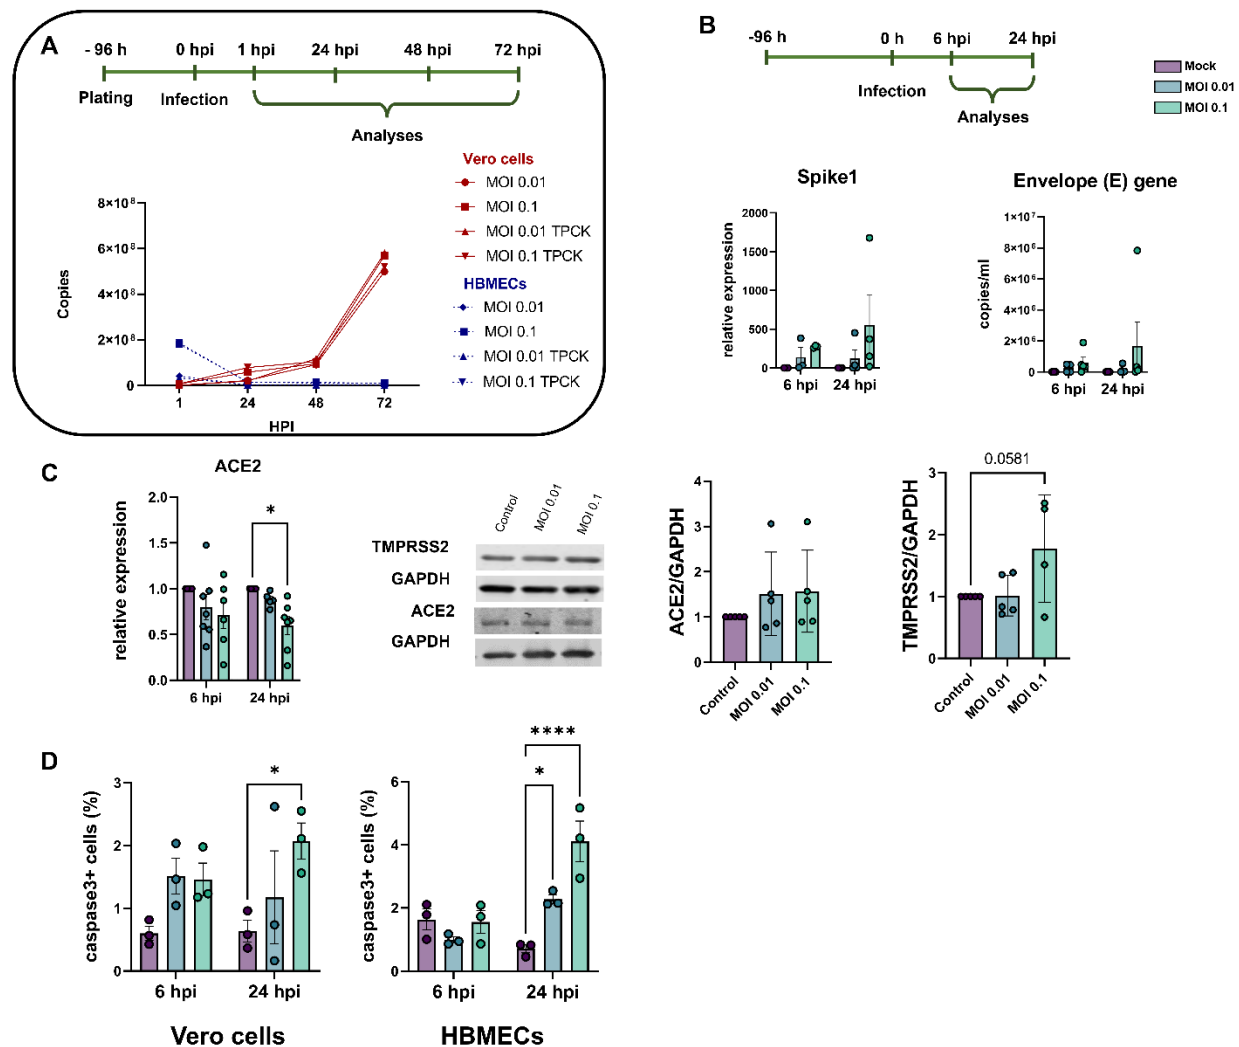 A
- 96 h 0 hpi 1 hpi 24 hpi 48 hpi 72 hpi
Plating Infection
Analyses
Vero cells
MOI 0.01
MOI 0.1
MOI 0.01 TPCK
MOI 0.1 TPCK
HBMECs
MOI 0.01
MOI 0.1
MOI 0.01 TPCK
MOI 0.1 TPCK
Copies
8×10⁸
6×10⁸
4×10⁸
2×10⁸
0
1 24 48 72
HPI
B
-96 h 0 h 6 hpi 24 hpi
Infection
Analyses
Mock
MOI 0.01
MOI 0.1
Spike1
relative expression
2000
1500
1000
500
0
6 hpi 24 hpi
Envelope (E) gene
copies/ml
1×10⁷
8×10⁶
6×10⁶
4×10⁶
2×10⁶
0
6 hpi 24 hpi
C
ACE2
relative expression
2.0
1.5
1.0
0.5
0.0
*
6 hpi 24 hpi
Control MOI 0.01 MOI 0.1
TMPRSS2
GAPDH
ACE2
GAPDH
ACE2/GAPDH
4
3
2
1
0
Control MOI 0.01 MOI 0.1
TMPRSS2/GAPDH
0.0581
3
2
1
0
Control MOI 0.01 MOI 0.1
D
caspase3+ cells (%)
3
2
1
0
*
6 hpi 24 hpi
Vero cells
caspase3+ cells (%)
6
4
2
0
****
*
6 hpi 24 hpi
HBMECs